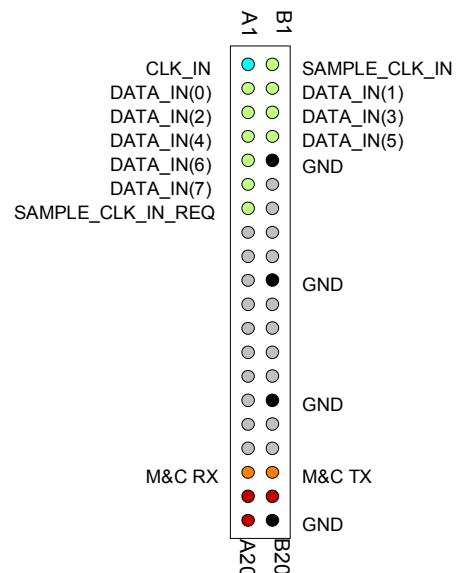 A1 B1
CLK_IN SAMPLE_CLK_IN
DATA_IN(0) DATA_IN(1)
DATA_IN(2) DATA_IN(3)
DATA_IN(4) DATA_IN(5)
DATA_IN(6) GND
DATA_IN(7)
SAMPLE_CLK_IN_REQ
GND
GND
M&C RX M&C TX
GND
A20 B20